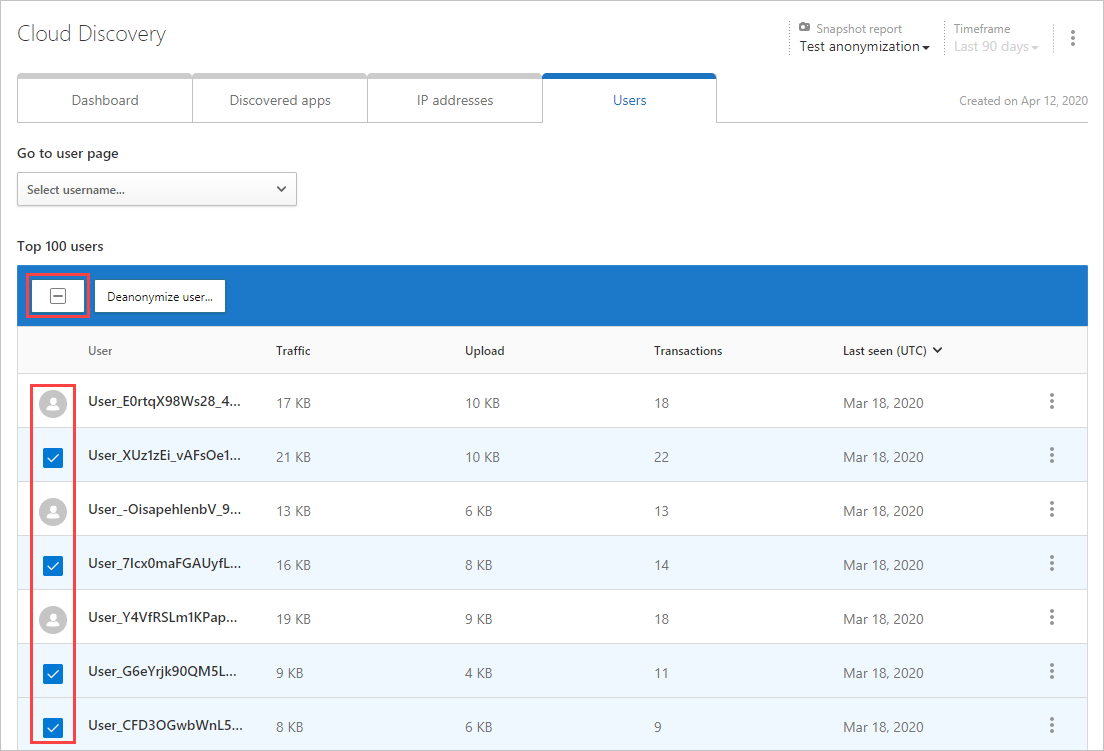 Cloud Discovery
Snapshot report
Test anonymization
Timeframe
Last 90 days
Dashboard
Discovered apps
IP addresses
Users
Created on Apr 12, 2020
Go to user page
Select username...
Top 100 users
Deanonymize user...
User Traffic Upload Transactions Last seen (UTC)
User_E0rtqX98Ws28_4... 17 KB 10 KB 18 Mar 18, 2020
User_XUz1zEi_vAFsOe1... 21 KB 10 KB 22 Mar 18, 2020
User_-OisapehlenbV_9... 13 KB 6 KB 13 Mar 18, 2020
User_7lcx0maFGAUyfL... 16 KB 8 KB 14 Mar 18, 2020
User_Y4VfRSLm1KPap... 19 KB 9 KB 18 Mar 18, 2020
User_G6eYrjk90QM5L... 9 KB 4 KB 11 Mar 18, 2020
User_CFD3OGwbWnL5... 8 KB 6 KB 9 Mar 18, 2020